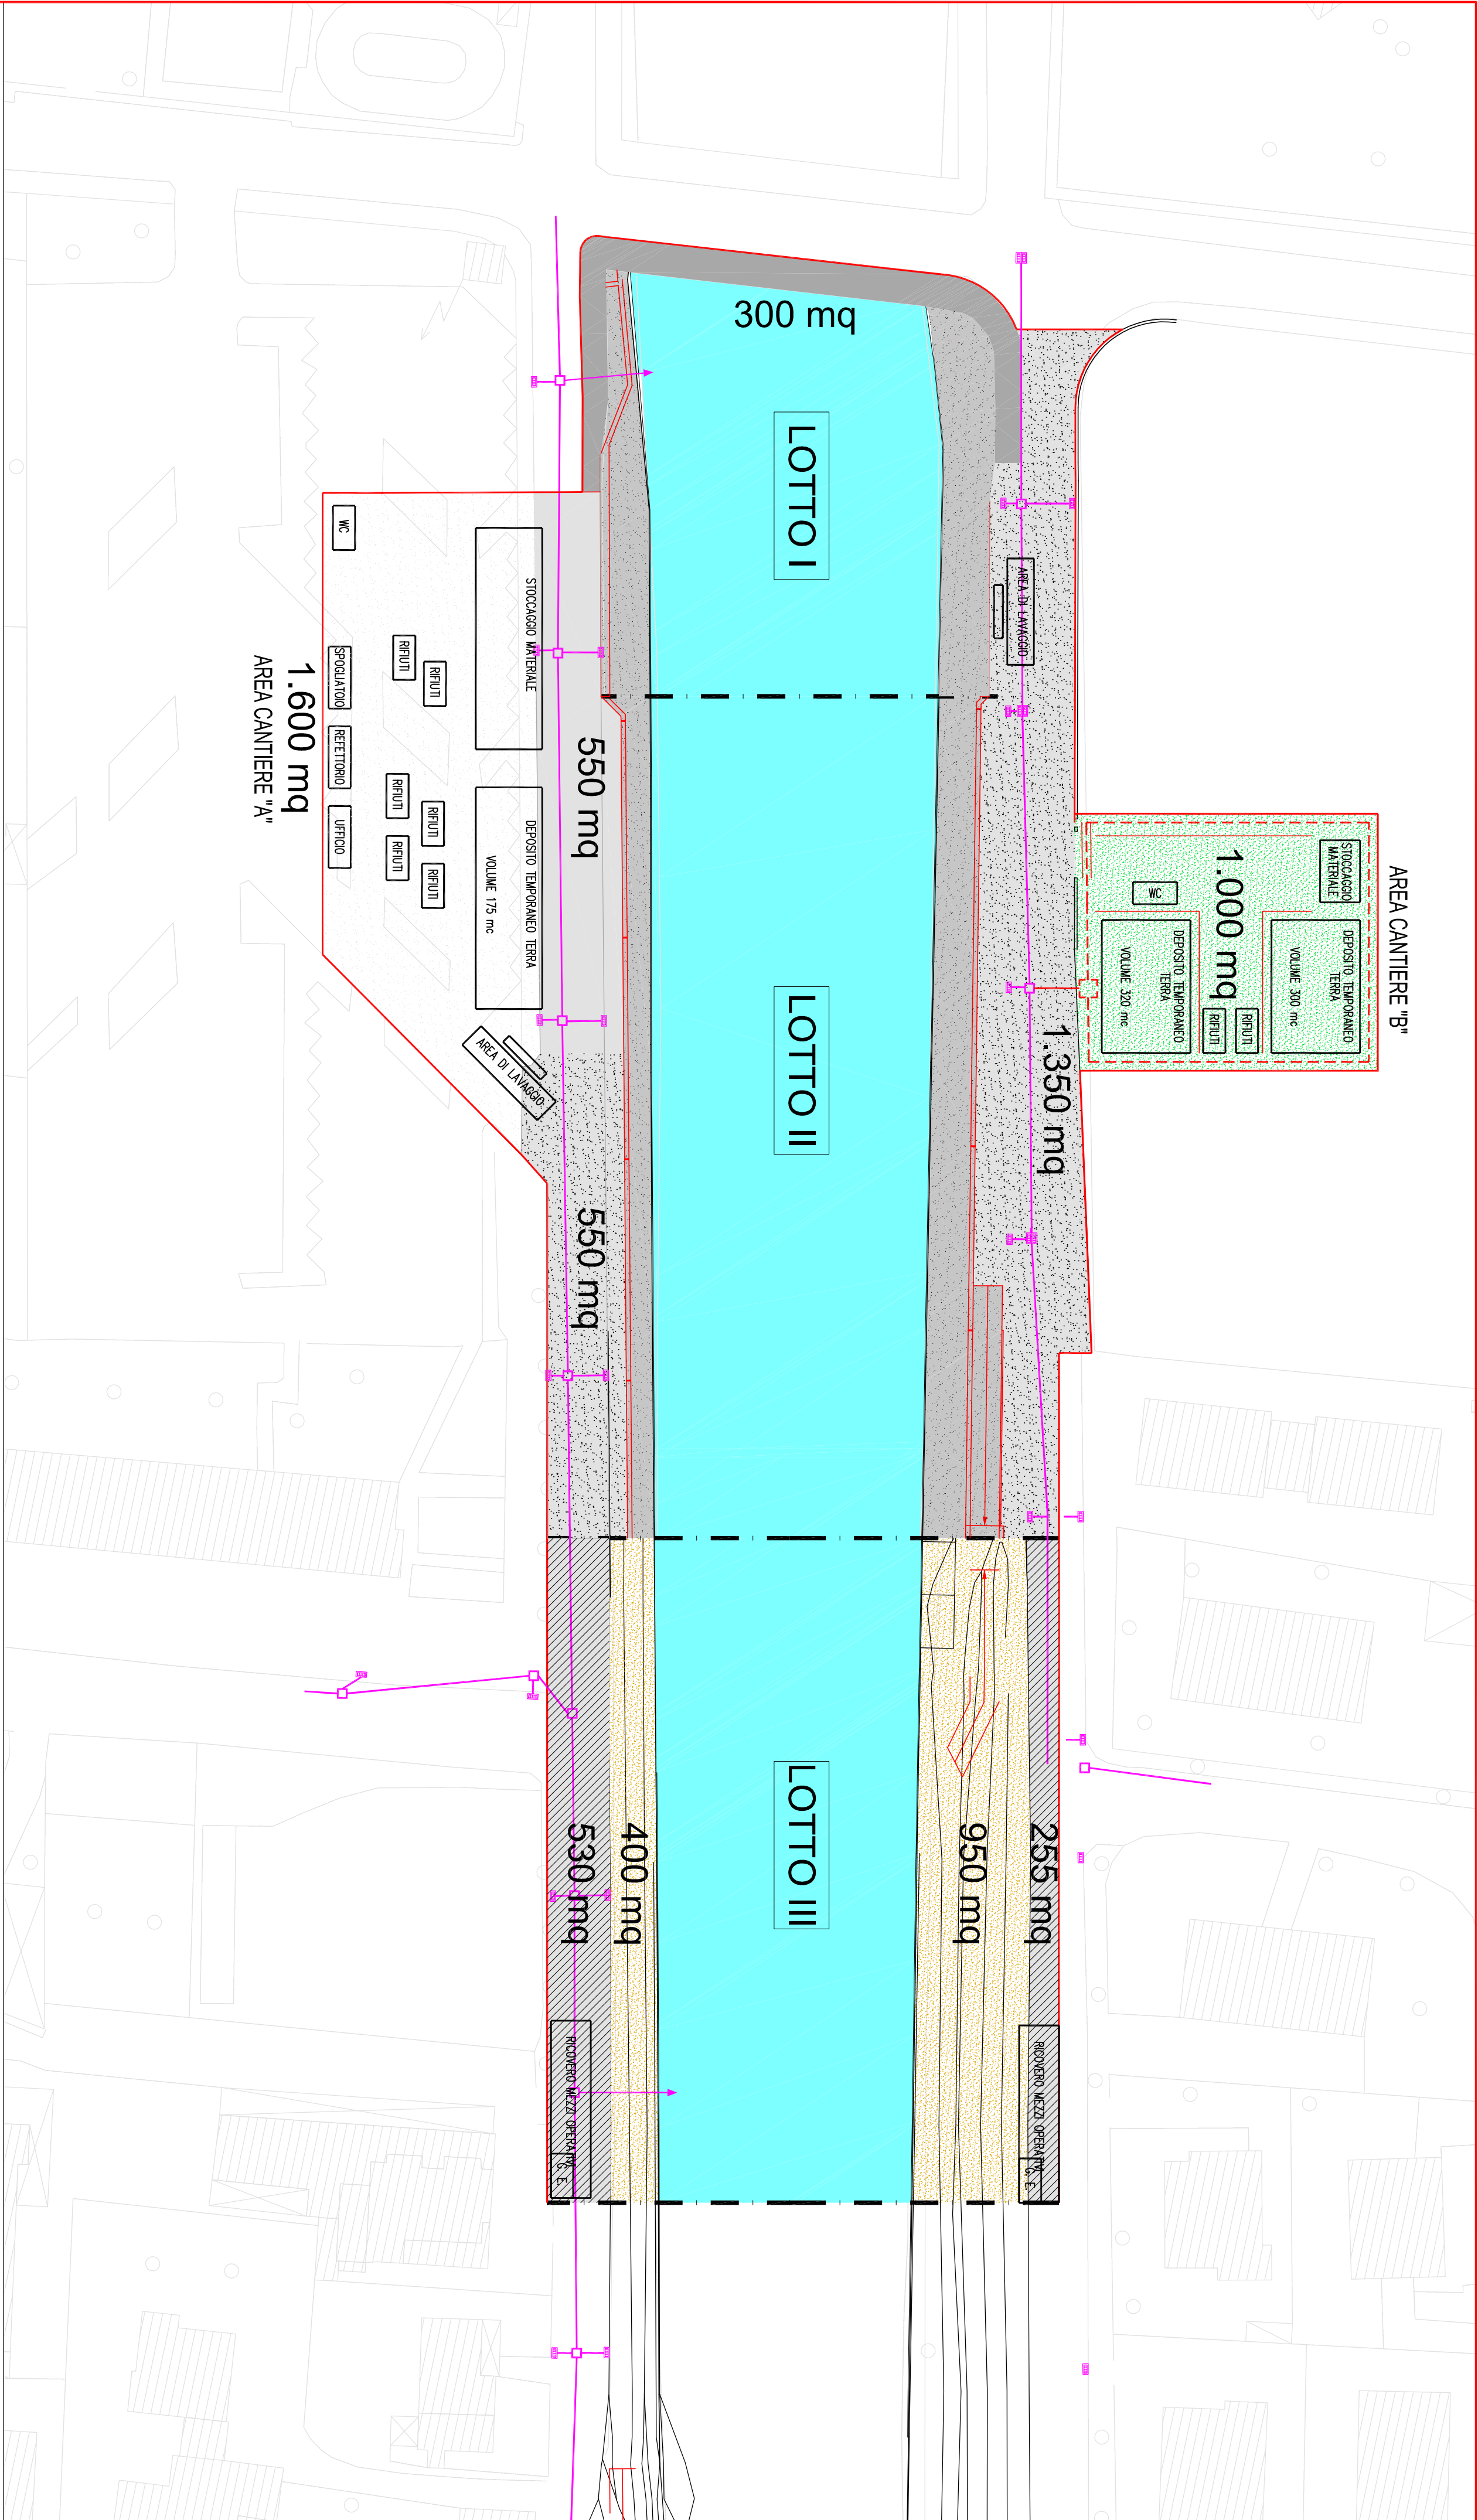 AREA CANTIERE "B"
STOCCAGGIO
MATERIALE
1.000 mq
WC
DEPOSITO TEMPORANEO
TERRA
VOLUME 300 mc
RIFIUTI
RIFIUTI
DEPOSITO TEMPORANEO
TERRA
VOLUME 320 mc
1.350 mq
AREA DI LAVAGGIO
255 mq
950 mq
RICOVERO MEZZI OPERATIVI
G. E.
300 mq
LOTTO I
LOTTO II
LOTTO III
400 mq
530 mq
550 mq
550 mq
RICOVERO MEZZI OPERATIVI
G. E.
STOCCAGGIO MATERIALE
DEPOSITO TEMPORANEO TERRA
VOLUME 175 mc
AREA DI LAVAGGIO
RIFIUTI
RIFIUTI
RIFIUTI
RIFIUTI
RIFIUTI
RIFIUTI
WC
SPOGLIATOIO
REFETTORIO
UFFICIO
1.600 mq
AREA CANTIERE "A"